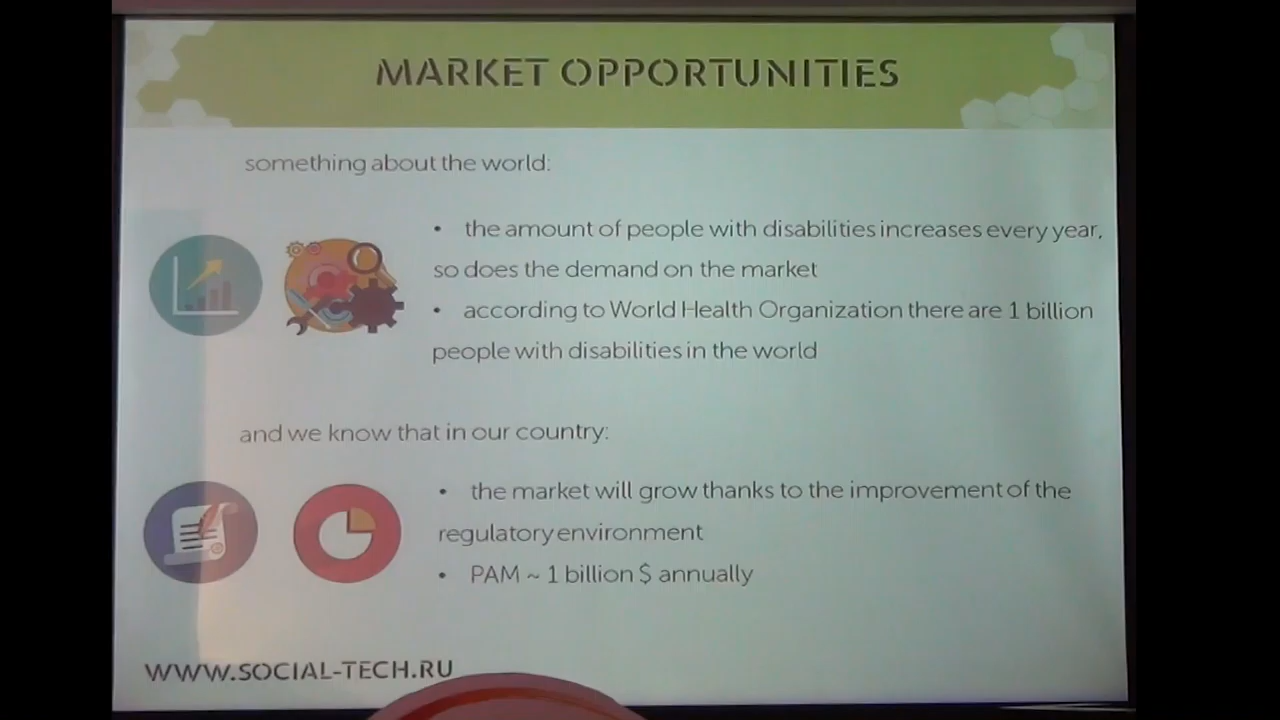 MARKET OPPORTUNITIES
something about the world:
• the amount of people with disabilities increases every year,
so does the demand on the market
• according to World Health Organization there are 1 billion
people with disabilities in the world
and we know that in our country:
• the market will grow thanks to the improvement of the
regulatory environment
• PAM ~ 1 billion $ annually
WWW.SOCIAL-TECH.RU